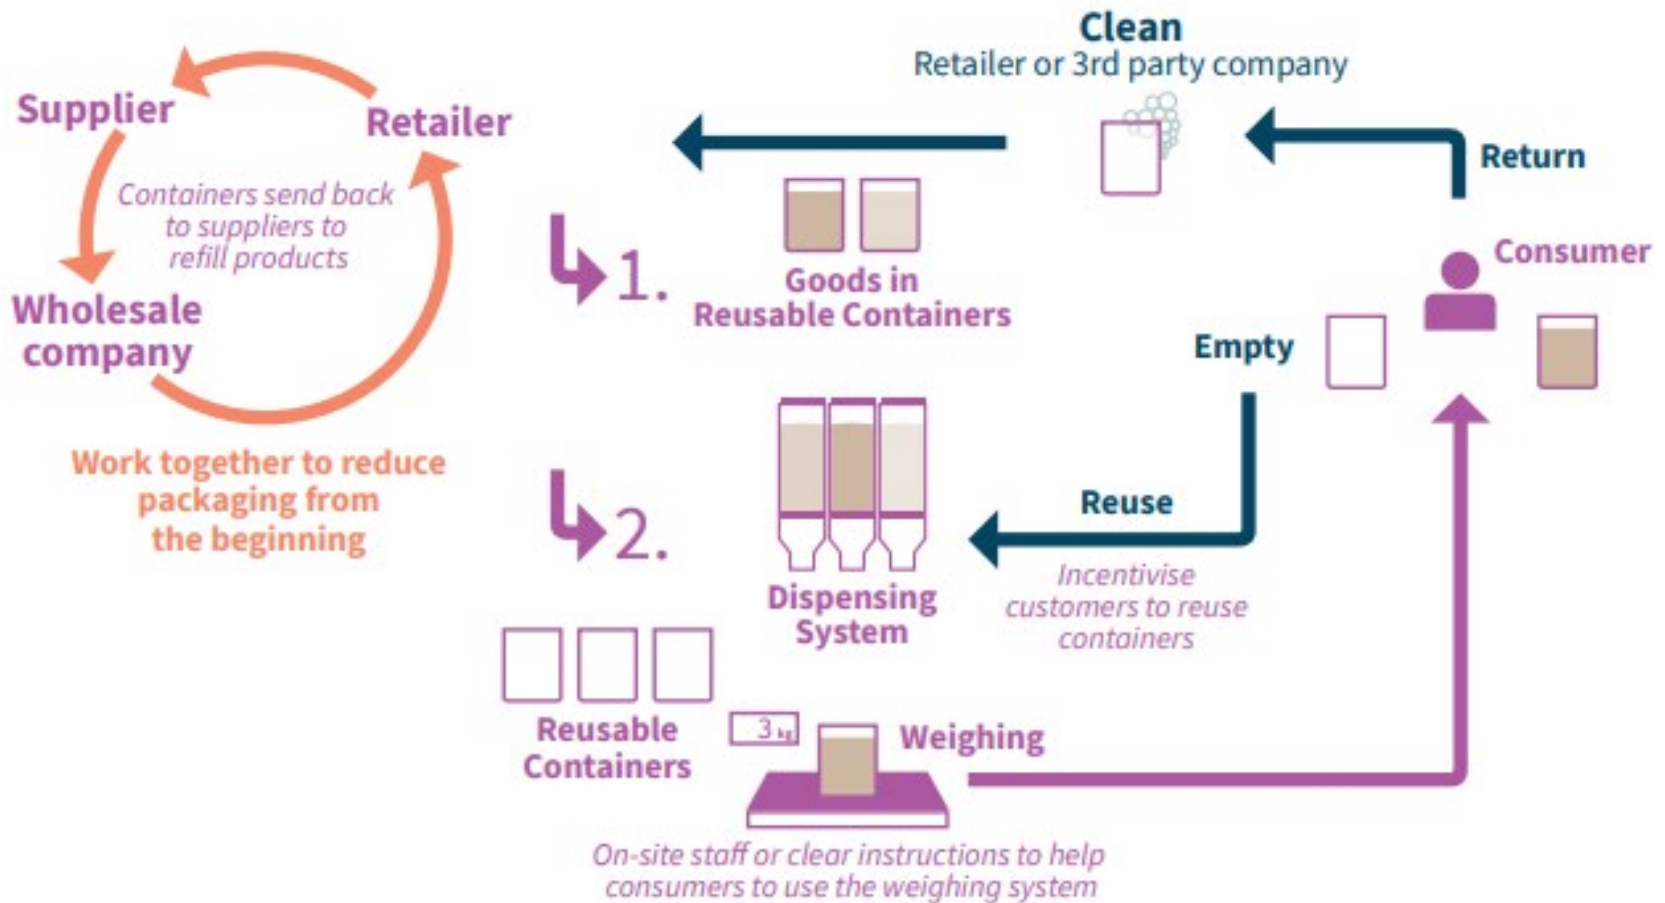 Clean
Retailer or 3rd party company
Supplier
Retailer
Containers send back
to suppliers to
refill products
Wholesale
company
Work together to reduce
packaging from
the beginning
1.
Goods in
Reusable Containers
Return
Consumer
Empty
2.
Dispensing
System
Reuse
Incentivise
customers to reuse
containers
Reusable
Containers
3 kg
Weighing
On-site staff or clear instructions to help
consumers to use the weighing system